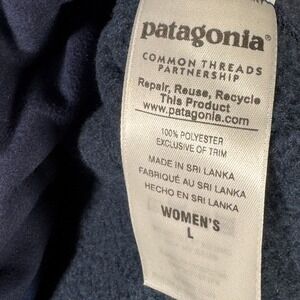 patagonia®
COMMON THREADS
PARTNERSHIP
Repair, Reuse, Recycle
This Product
www.patagonia.com
100% POLYESTER
EXCLUSIVE OF TRIM
MADE IN SRI LANKA
FABRIQUÉ AU SRI LANKA
HECHO EN SRI LANKA
WOMEN'S
L